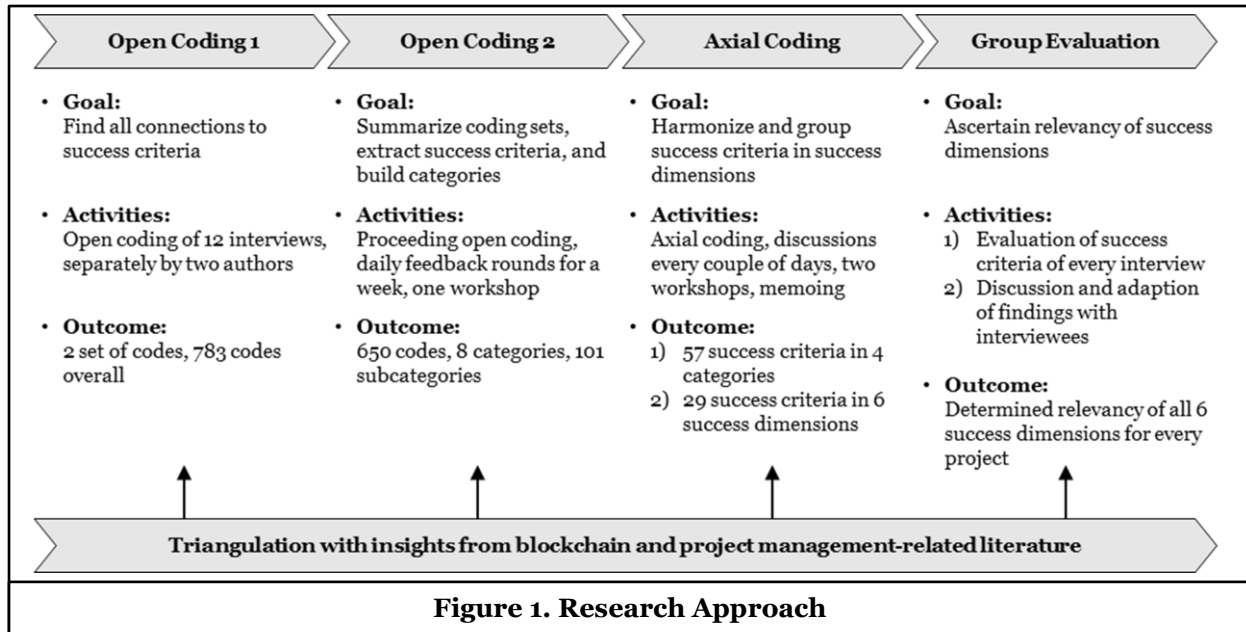 Open Coding 1
Open Coding 2
Axial Coding
Group Evaluation
• Goal:
Find all connections to
success criteria
• Activities:
Open coding of 12 interviews,
separately by two authors
• Outcome:
2 set of codes, 783 codes
overall
• Goal:
Summarize coding sets,
extract success criteria, and
build categories
• Activities:
Proceeding open coding,
daily feedback rounds for a
week, one workshop
• Outcome:
650 codes, 8 categories, 101
subcategories
• Goal:
Harmonize and group
success criteria in success
dimensions
• Activities:
Axial coding, discussions
every couple of days, two
workshops, memoing
• Outcome:
1) 57 success criteria in 4
categories
2) 29 success criteria in 6
success dimensions
• Goal:
Ascertain relevancy of success
dimensions
• Activities:
1) Evaluation of success
criteria of every interview
2) Discussion and adaption
of findings with
interviewees
• Outcome:
Determined relevancy of all 6
success dimensions for every
project
Triangulation with insights from blockchain and project management-related literature
Figure 1. Research Approach